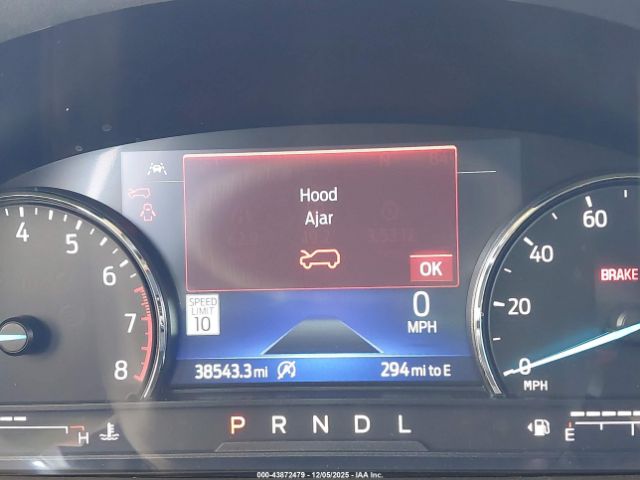 Hood
Ajar
OK
SPEED
LIMIT
10
0
MPH
38543.3 mi
294 mi to E
4 5 6 7 8
60
40
20
0
MPH
BRAKE
H
P R N D L
E
000-43872479 - 12/05/2025 - IAA Inc.